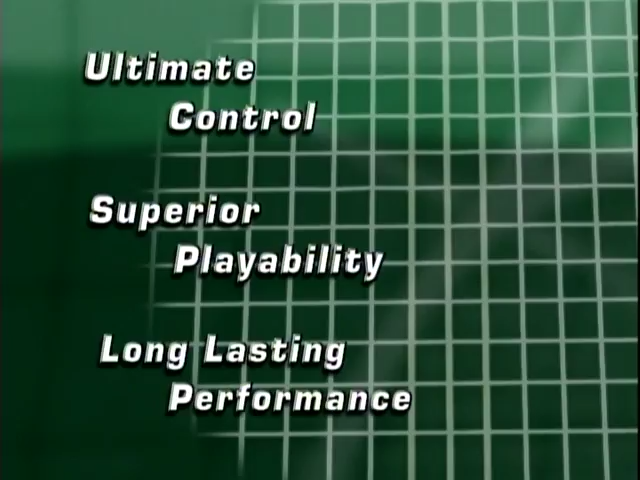 Ultimate
Control
Superior
Playability
Long Lasting
Performance